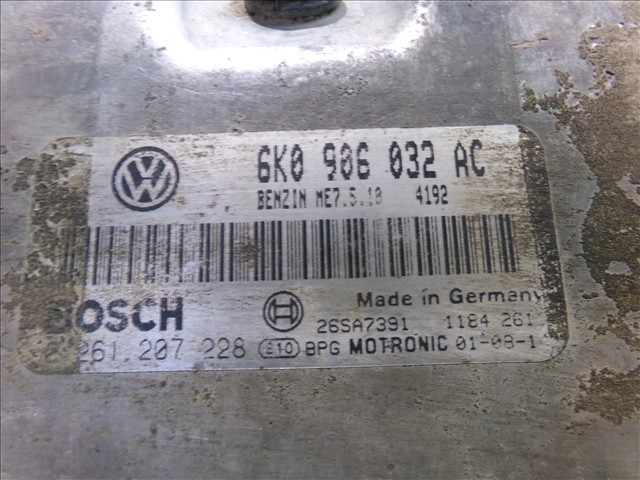 6K0 906 032 AC
BENZIN ME7.5.10 4192
BOSCH Made in Germany
26SA7391 1184 261
261.207 228 e10 BPG MOTRONIC 01-08-1